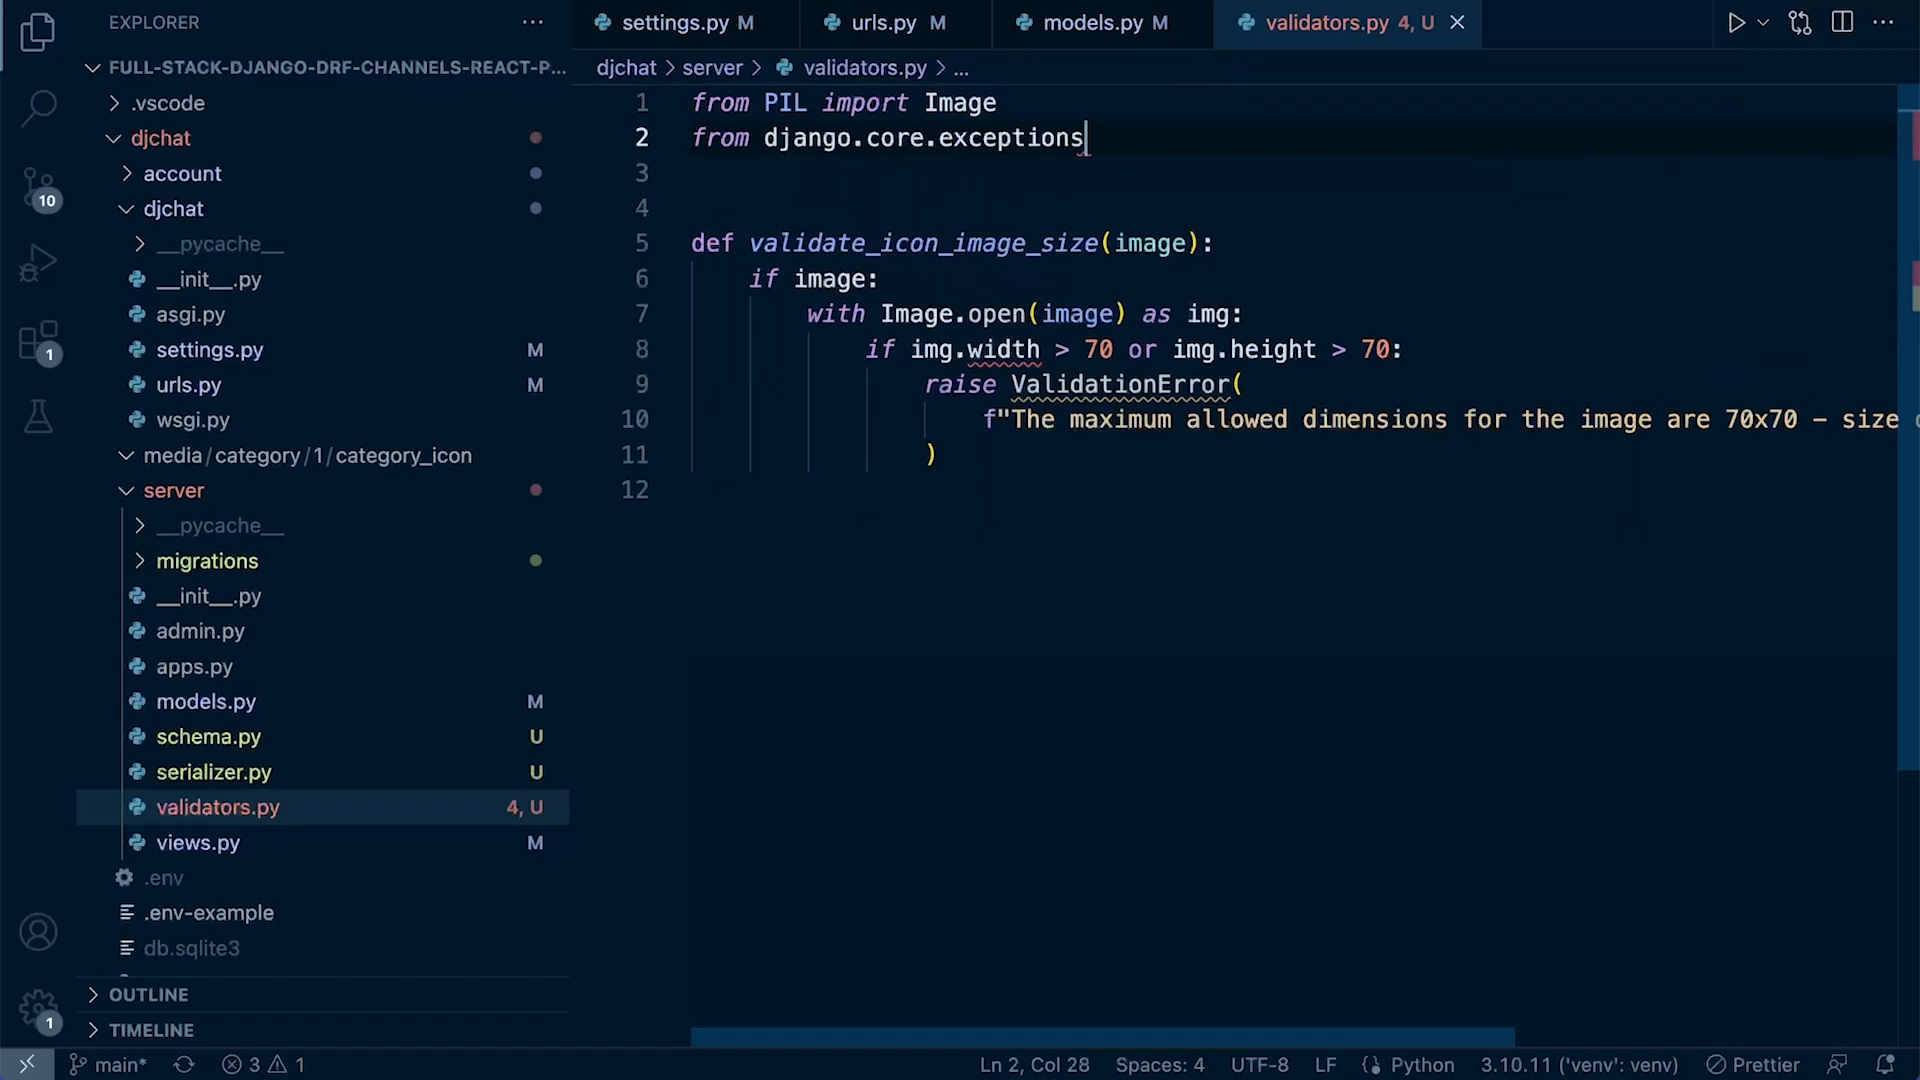 EXPLORER
FULL-STACK-DJANGO-DRF-CHANNELS-REACT-P...
.vscode
djchat
account
djchat
__pycache__
__init__.py
asgi.py
settings.py M
urls.py M
wsgi.py
media/category/1/category_icon
server
__pycache__
migrations
__init__.py
admin.py
apps.py
models.py M
schema.py U
serializer.py U
validators.py 4, U
views.py M
.env
.env-example
db.sqlite3
OUTLINE
TIMELINE
10
1
1
settings.py M urls.py M models.py M validators.py 4, U
djchat > server > validators.py > ...
1 from PIL import Image
2 from django.core.exceptions
3
4
5 def validate_icon_image_size(image):
6 if image:
7 with Image.open(image) as img:
8 if img.width > 70 or img.height > 70:
9 raise ValidationError(
10 f"The maximum allowed dimensions for the image are 70x70 - size
11 )
12
main* 3 1 Ln 2, Col 28 Spaces: 4 UTF-8 LF Python 3.10.11 ('venv': venv) Prettier